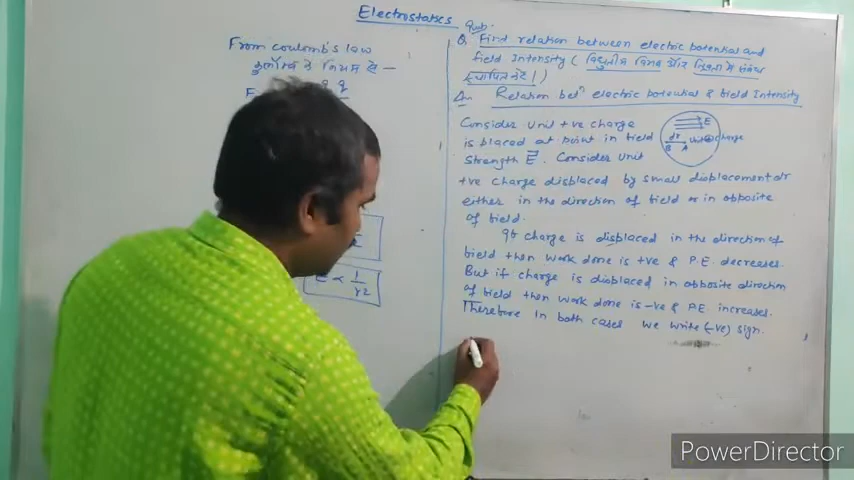 Electrostatics
From coulomb's law
कुलॉम के नियम से —
E ∝ 1/r2
Q. Find relation between electric potential and
field Intensity ( विद्युतीय विभव और
Relation betn electric potential & field Intensity
Consider unit +ve charge
is placed at point in field
strength E. Consider unit
E
dr
B A unit ⊕ charge
+ve charge displaced by small displacement dr
either in the direction of field or in opposite
of field.
If charge is displaced in the direction of
field then work done is +ve & P.E. decreases.
But if charge is displaced in opposite direction
of field then work done is -ve & P.E. increases.
Therefore in both cases we write (-ve) sign.
PowerDirector